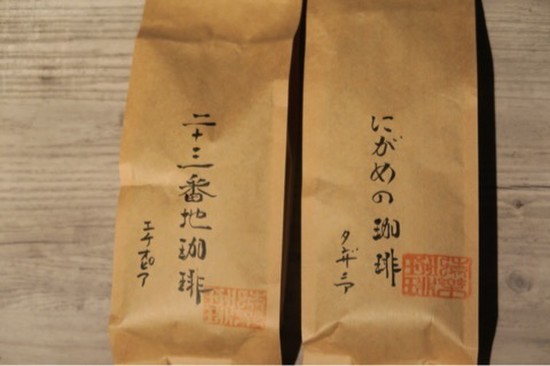 二十三番地珈琲
エチオピア
にがめの珈琲
タンザニア